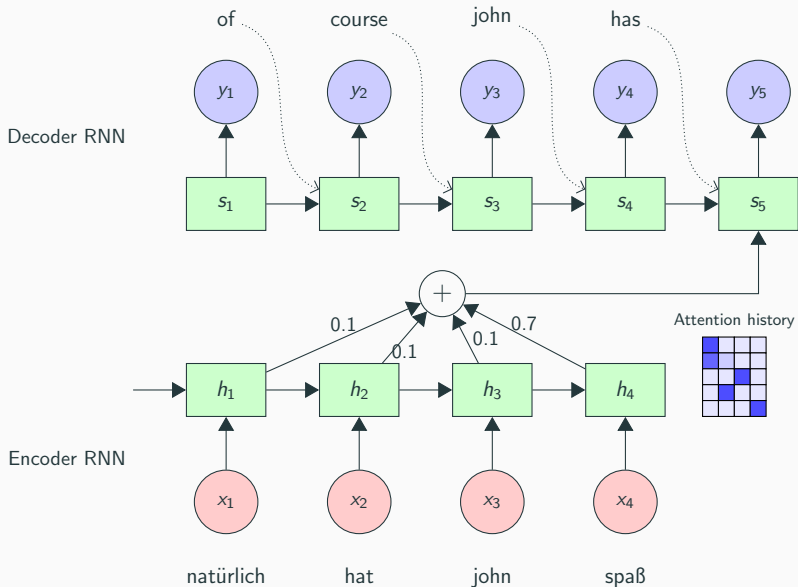 of course john has
y1 y2 y3 y4 y5
Decoder RNN
s1 s2 s3 s4 s5
+
0.1 0.1 0.1 0.7
Attention history
h1 h2 h3 h4
Encoder RNN
x1 x2 x3 x4
natürlich hat john spaß